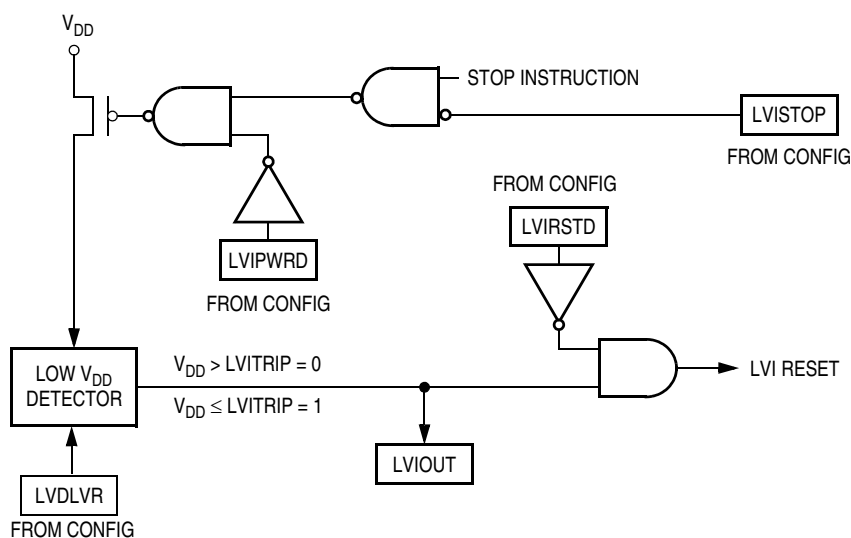 VDD
STOP INSTRUCTION
LVISTOP
FROM CONFIG
FROM CONFIG
LVIRSTD
LVIPWRD
FROM CONFIG
LOW VDD
DETECTOR
VDD > LVITRIP = 0
VDD ≤ LVITRIP = 1
LVI RESET
LVIOUT
LVDLVR
FROM CONFIG